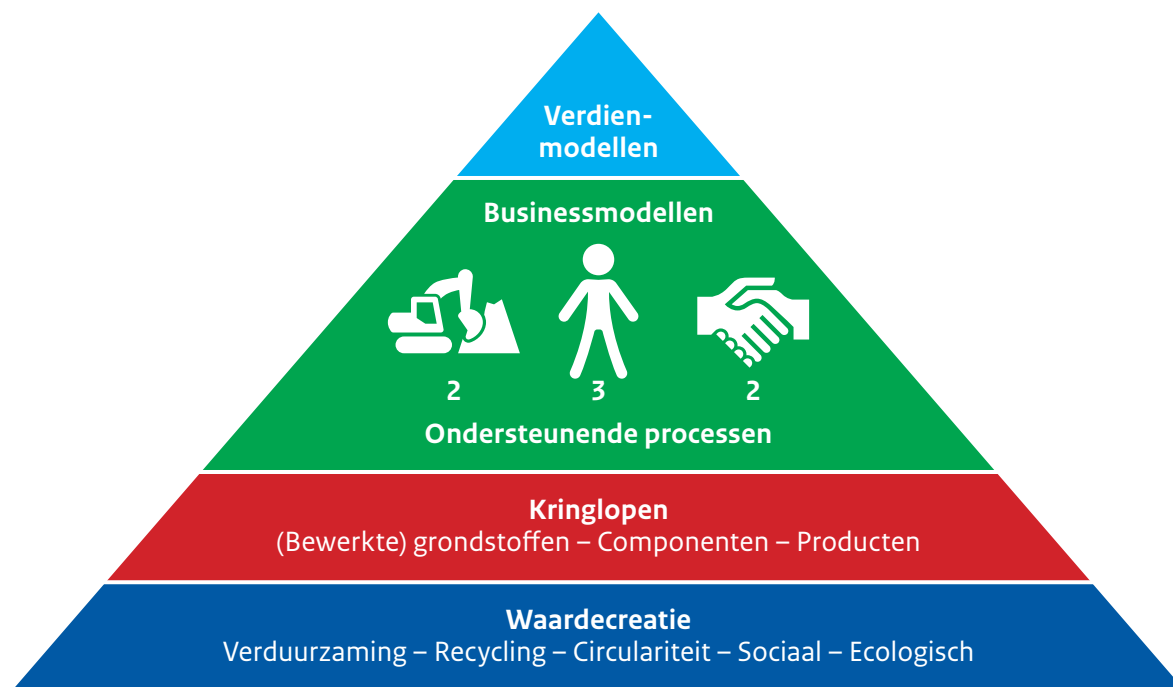 Verdien-
modellen
Businessmodellen
2 3 2
Ondersteunende processen
Kringlopen
(Bewerkte) grondstoffen – Componenten – Producten
Waardecreatie
Verduurzaming – Recycling – Circulariteit – Sociaal – Ecologisch